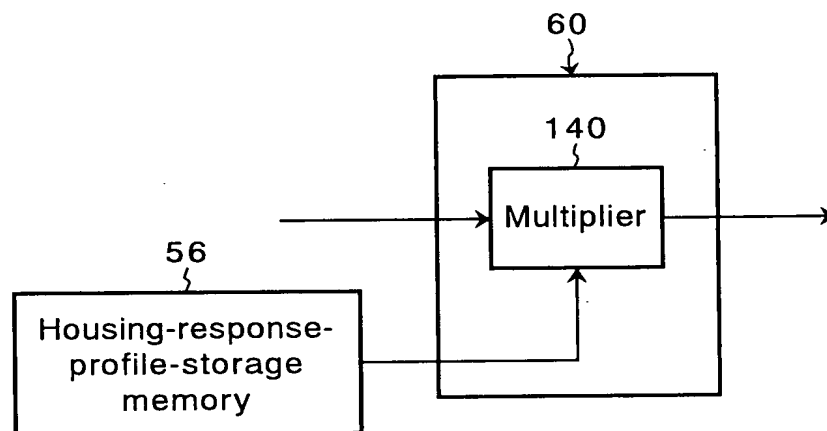 60
140
Multiplier
56
Housing-response-
profile-storage
memory